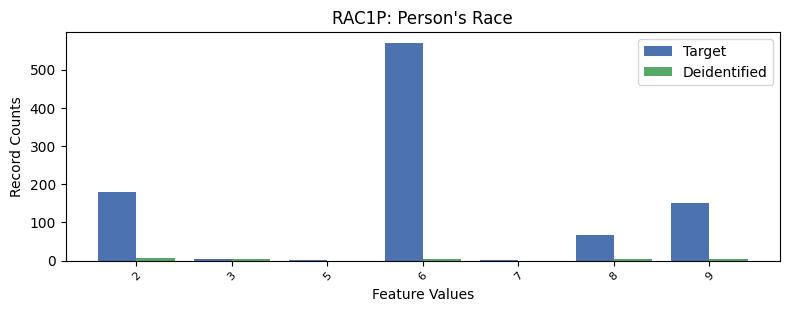 RAC1P: Person's Race
Target
Deidentified
Record Counts
500
400
300
200
100
0
2 3 5 6 7 8 9
Feature Values